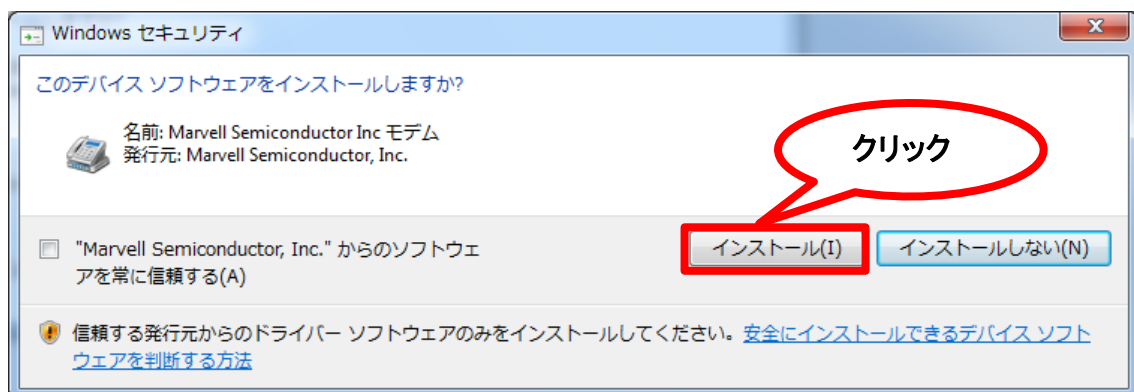 Windows セキュリティ
このデバイス ソフトウェアをインストールしますか?
名前: Marvell Semiconductor Inc モデム
発行元: Marvell Semiconductor, Inc.
クリック
"Marvell Semiconductor, Inc." からのソフトウェ
アを常に信頼する(A)
インストール(I)
インストールしない(N)
信頼する発行元からのドライバー ソフトウェアのみをインストールしてください。安全にインストールできるデバイス ソフト
ウェアを判断する方法